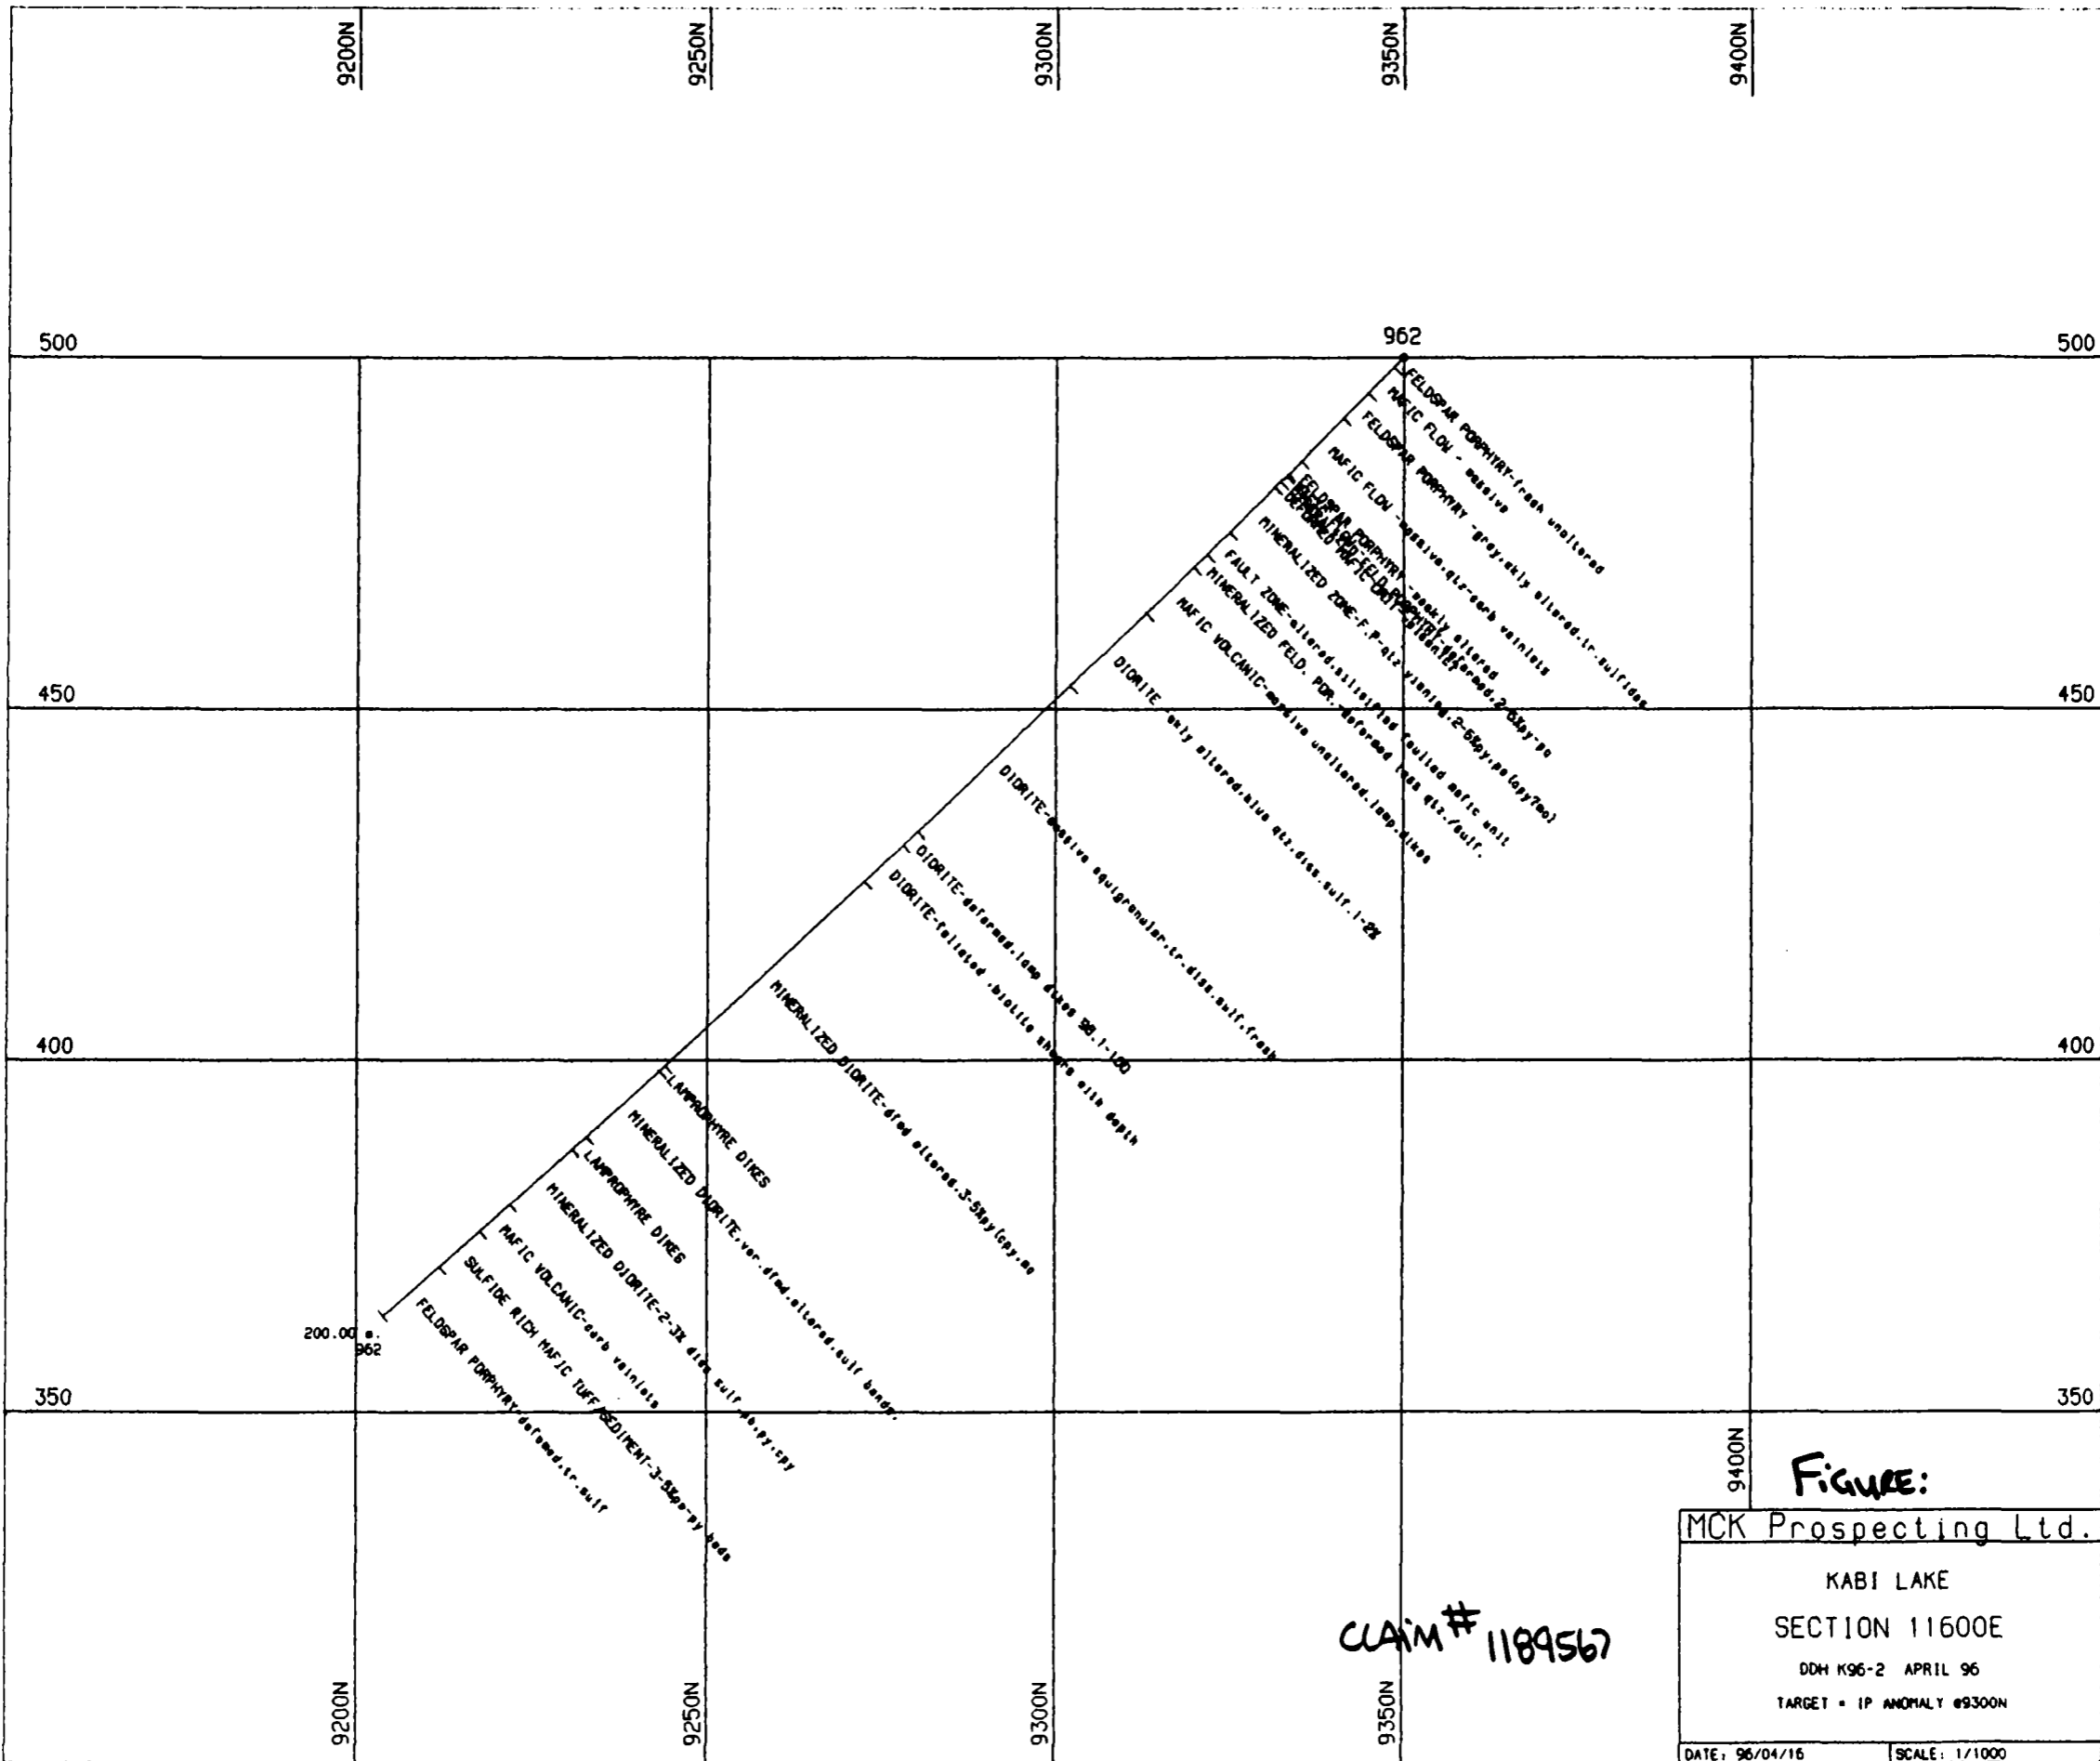 9200N
9250N
9300N
9350N
9400N
962
500
500
FELDSPAR PORPHYRY-fresh unaltered
MAFIC FLOW - massive
FELDSPAR PORPHYRY -grey.wkly altered.tr.sulfides
MAFIC FLOW -massive.qtz-carb veinlets
FELDSPAR PORPHYRY -weakly altered
FELD. PORPHYRY-deformed.2-5%py-po
DEFORMED MAFIC UNIT
MINERALIZED ZONE-F.P-qtz
FAULT ZONE-altered.silicified faulted mafic unit
MINERALIZED FELD. POR.-deformed less qtz./sulf.
MAFIC VOLCANIC-massive unaltered.lamp.dikes
450
450
DIORITE -wkly altered.blue qtz.diss.sulf.1-2%
DIORITE-massive equigranular.tr.diss.sulf.fresh
DIORITE-deformed.lamp dikes 98.1-100
DIORITE-foliated .biotite shears with depth
MINERALIZED DIORITE-dfmd altered.3-5%py(cpy.
400
400
LAMPROPHYRE DIKES
MINERALIZED DIORITE.var.dfmd.altered.sulf bands.
LAMPROPHYRE DIKES
MINERALIZED DIORITE-2-3% diss sulf.po.py.cpy
MAFIC VOLCANIC-carb veinlets
SULFIDE RICH MAFIC TUFF/SEDIMENT-3-5%po-py beds
FELDSPAR PORPHYRY-defomed.tr.sulf
200.00 m.
962
350
350
9400N
FiGURE:
MCK Prospecting Ltd.
KABI LAKE
SECTION 11600E
DDH K96-2 APRIL 96
TARGET = IP ANOMALY @9300N
DATE: 96/04/16
SCALE: 1/1000
CLAiM # 1189567
9200N
9250N
9300N
9350N